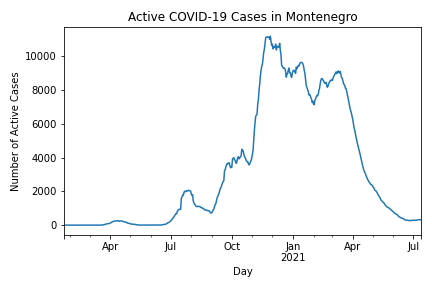 Active COVID-19 Cases in Montenegro
Number of Active Cases
10000
8000
6000
4000
2000
0
Apr
Jul
Oct
Jan
2021
Apr
Jul
Day